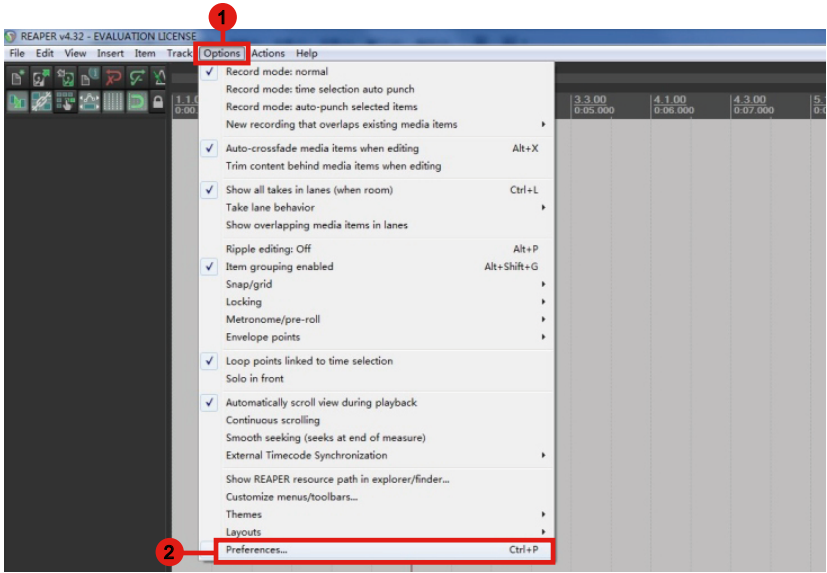 1
REAPER v4.32 - EVALUATION LICENSE
File Edit View Insert Item Track Options Actions Help
Record mode: normal
Record mode: time selection auto punch
Record mode: auto-punch selected items
New recording that overlaps existing media items
Auto-crossfade media items when editing Alt+X
Trim content behind media items when editing
Show all takes in lanes (when room) Ctrl+L
Take lane behavior
Show overlapping media items in lanes
Ripple editing: Off Alt+P
Item grouping enabled Alt+Shift+G
Snap/grid
Locking
Metronome/pre-roll
Envelope points
Loop points linked to time selection
Solo in front
Automatically scroll view during playback
Continuous scrolling
Smooth seeking (seeks at end of measure)
External Timecode Synchronization
Show REAPER resource path in explorer/finder...
Customize menus/toolbars...
Themes
Layouts
2 Preferences... Ctrl+P
3.3.00 4.1.00 4.3.00
0:05.000 0:06.000 0:07.000